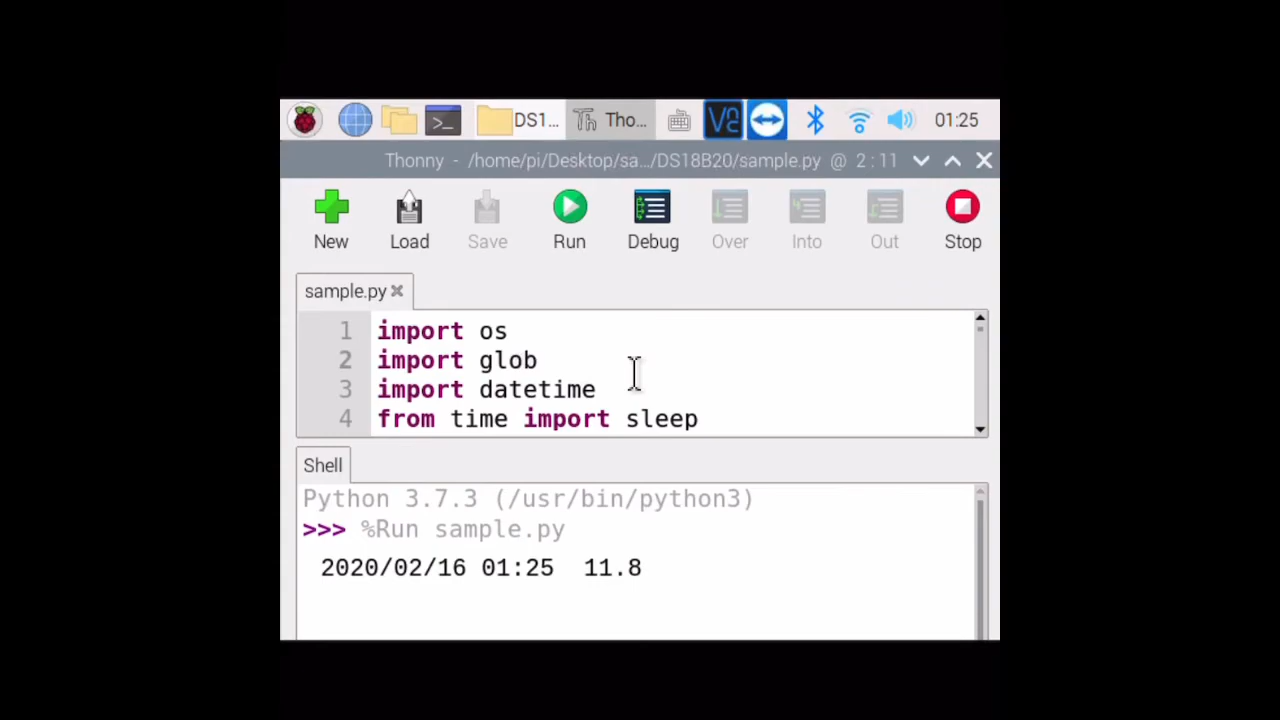 DS1... Tho... 01:25
Thonny - /home/pi/Desktop/sa.../DS18B20/sample.py @ 2:11
New Load Save Run Debug Over Into Out Stop
sample.py
1 import os
2 import glob
3 import datetime
4 from time import sleep
Shell
Python 3.7.3 (/usr/bin/python3)
>>> %Run sample.py
2020/02/16 01:25 11.8